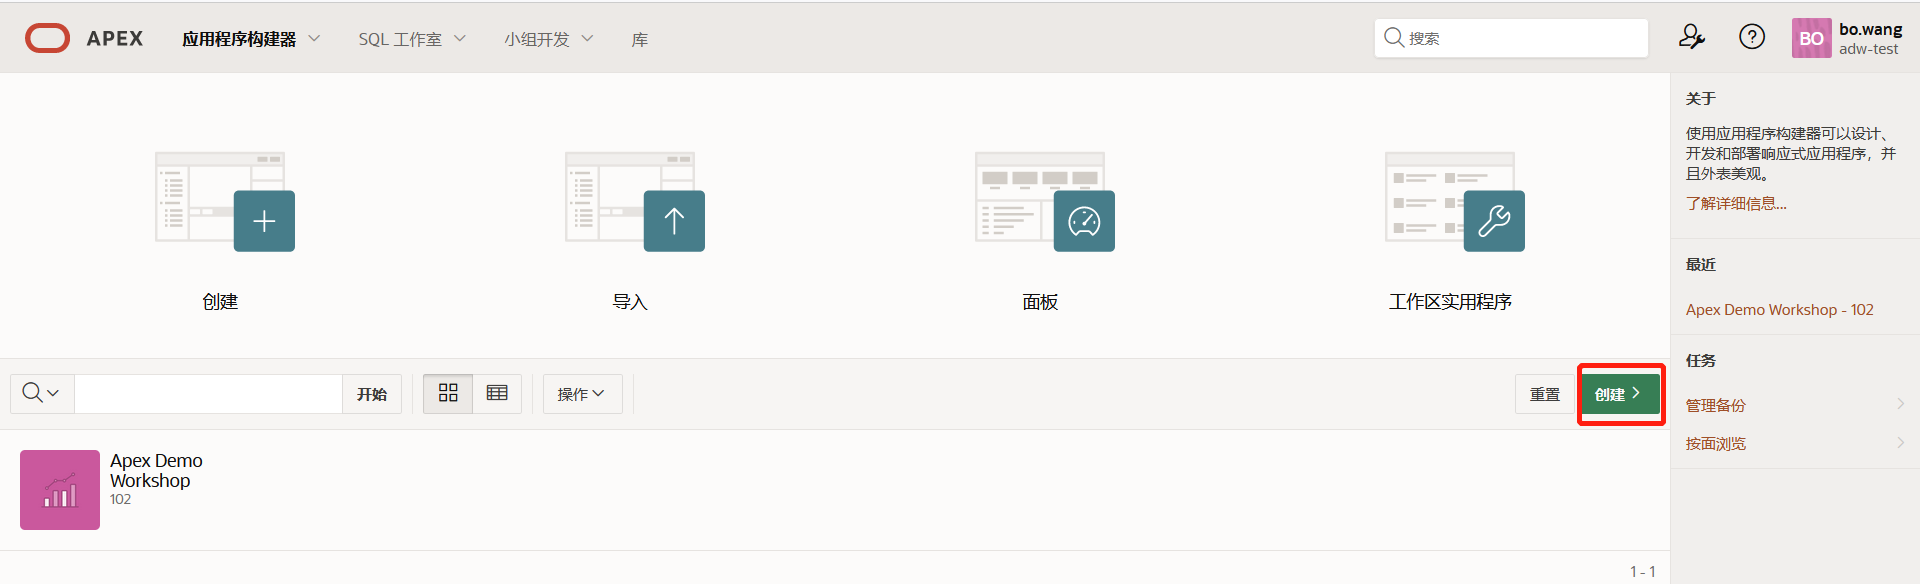 APEX
应用程序构建器
SQL 工作室
小组开发
库
搜索
BO
bo.wang
adw-test
创建
导入
面板
工作区实用程序
关于
使用应用程序构建器可以设计、
开发和部署响应式应用程序，并
且外表美观。
了解详细信息...
最近
Apex Demo Workshop - 102
任务
管理备份
按面浏览
开始
操作
重置
创建
Apex Demo
Workshop
102
1 - 1